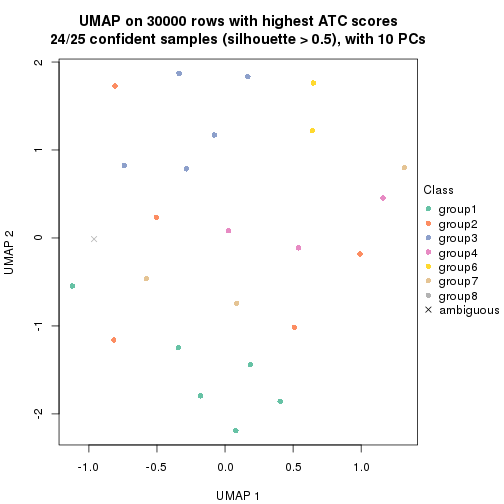 UMAP on 30000 rows with highest ATC scores
24/25 confident samples (silhouette > 0.5), with 10 PCs
2
1
0
-1
-2
UMAP 2
-1.0 -0.5 0.0 0.5 1.0
UMAP 1
Class
group1
group2
group3
group4
group6
group7
group8
ambiguous